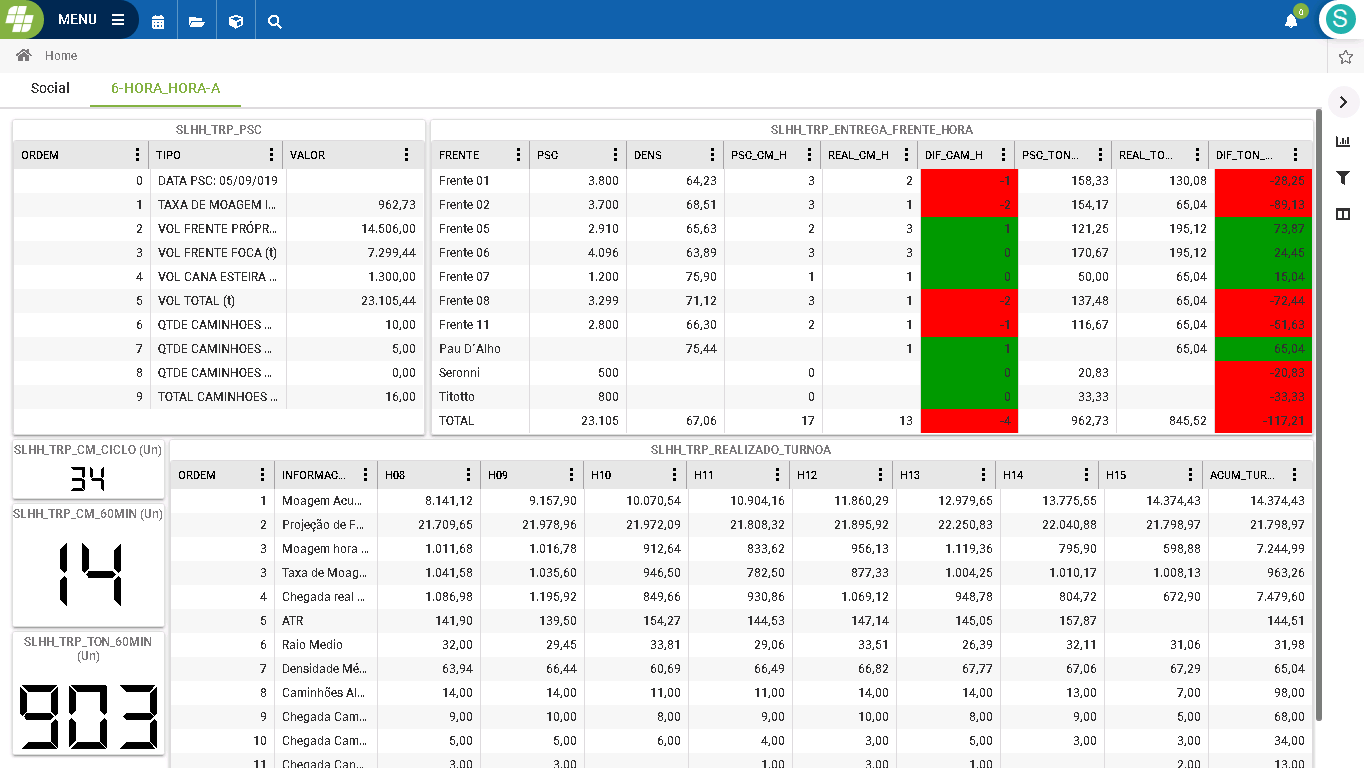 MENU
0
S
Home
Social 6-HORA_HORA-A
SLHH_TRP_PSC
ORDEM TIPO VALOR
0 DATA PSC: 05/09/019
1 TAXA DE MOAGEM I... 962,73
2 VOL FRENTE PRÓPR... 14.506,00
3 VOL FRENTE FOCA (t) 7.299,44
4 VOL CANA ESTEIRA ... 1.300,00
5 VOL TOTAL (t) 23.105,44
6 QTDE CAMINHOES ... 10,00
7 QTDE CAMINHOES ... 5,00
8 QTDE CAMINHOES ... 0,00
9 TOTAL CAMINHOES ... 16,00
SLHH_TRP_ENTREGA_FRENTE_HORA
FRENTE PSC DENS PSC_CM_H REAL_CM_H DIF_CAM_H PSC_TON... REAL_TO... DIF_TON_...
Frente 01 3.800 64,23 3 2 -1 158,33 130,08 -28,25
Frente 02 3.700 68,51 3 1 -2 154,17 65,04 -89,13
Frente 05 2.910 65,63 2 3 1 121,25 195,12 73,87
Frente 06 4.096 63,89 3 3 0 170,67 195,12 24,45
Frente 07 1.200 75,90 1 1 0 50,00 65,04 15,04
Frente 08 3.299 71,12 3 1 -2 137,48 65,04 -72,44
Frente 11 2.800 66,30 2 1 -1 116,67 65,04 -51,63
Pau D´Alho 75,44 1 1 65,04 65,04
Seronni 500 0 0 20,83 -20,83
Titotto 800 0 0 33,33 -33,33
TOTAL 23.105 67,06 17 13 -4 962,73 845,52 -117,21
SLHH_TRP_CM_CICLO (Un)
34
SLHH_TRP_CM_60MIN (Un)
14
SLHH_TRP_TON_60MIN
(Un)
903
SLHH_TRP_REALIZADO_TURNOA
ORDEM INFORMAC... H08 H09 H10 H11 H12 H13 H14 H15 ACUM_TUR...
1 Moagem Acu... 8.141,12 9.157,90 10.070,54 10.904,16 11.860,29 12.979,65 13.775,55 14.374,43 14.374,43
2 Projeção de F... 21.709,65 21.978,96 21.972,09 21.808,32 21.895,92 22.250,83 22.040,88 21.798,97 21.798,97
3 Moagem hora ... 1.011,68 1.016,78 912,64 833,62 956,13 1.119,36 795,90 598,88 7.244,99
3 Taxa de Moag... 1.041,58 1.035,60 946,50 782,50 877,33 1.004,25 1.010,17 1.008,13 963,26
4 Chegada real ... 1.086,98 1.195,92 849,66 930,86 1.069,12 948,78 804,72 672,90 7.479,60
5 ATR 141,90 139,50 154,27 144,53 147,14 145,05 157,87 144,51
6 Raio Medio 32,00 29,45 33,81 29,06 33,51 26,39 32,11 31,06 31,98
7 Densidade Mé... 63,94 66,44 60,69 66,49 66,82 67,77 67,06 67,29 65,04
8 Caminhões Al... 14,00 14,00 11,00 11,00 14,00 14,00 13,00 7,00 98,00
9 Chegada Cam... 9,00 10,00 8,00 9,00 10,00 8,00 9,00 5,00 68,00
10 Chegada Cam... 5,00 5,00 6,00 4,00 3,00 5,00 3,00 3,00 34,00
11 Chegada Can... 3,00 3,00 1,00 3,00 1,00 2,00 13,00